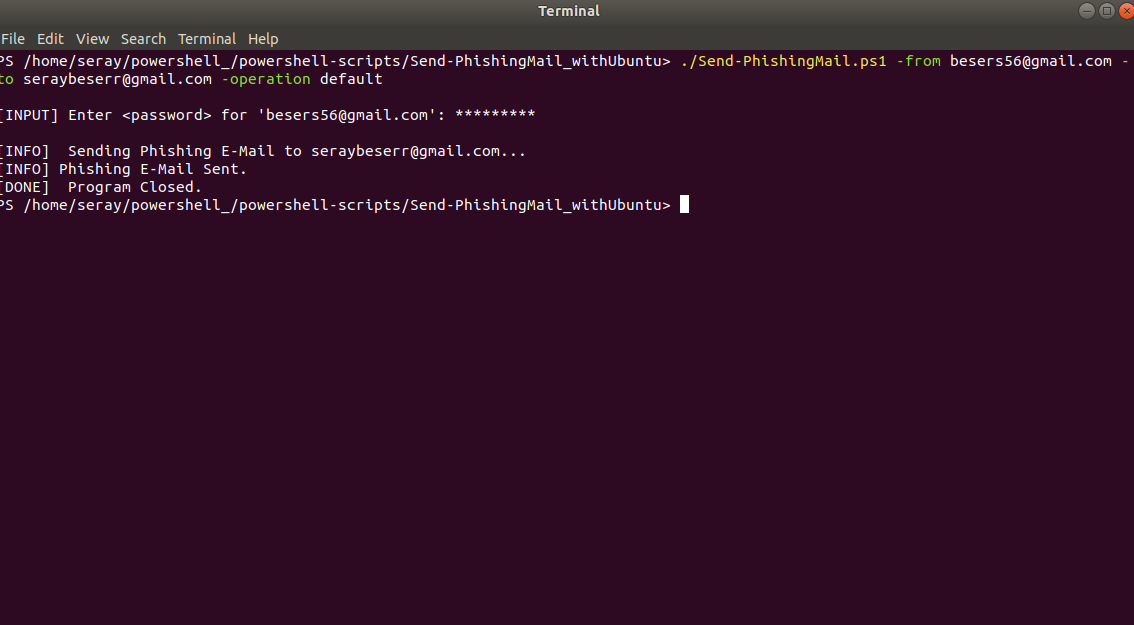 Terminal
File Edit View Search Terminal Help
PS /home/seray/powershell_/powershell-scripts/Send-PhishingMail_withUbuntu> ./Send-PhishingMail.ps1 -from besers56@gmail.com -
to seraybeserr@gmail.com -operation default
[INPUT] Enter <password> for 'besers56@gmail.com': *********
[INFO]  Sending Phishing E-Mail to seraybeserr@gmail.com...
[INFO] Phishing E-Mail Sent.
[DONE]  Program Closed.
PS /home/seray/powershell_/powershell-scripts/Send-PhishingMail_withUbuntu>